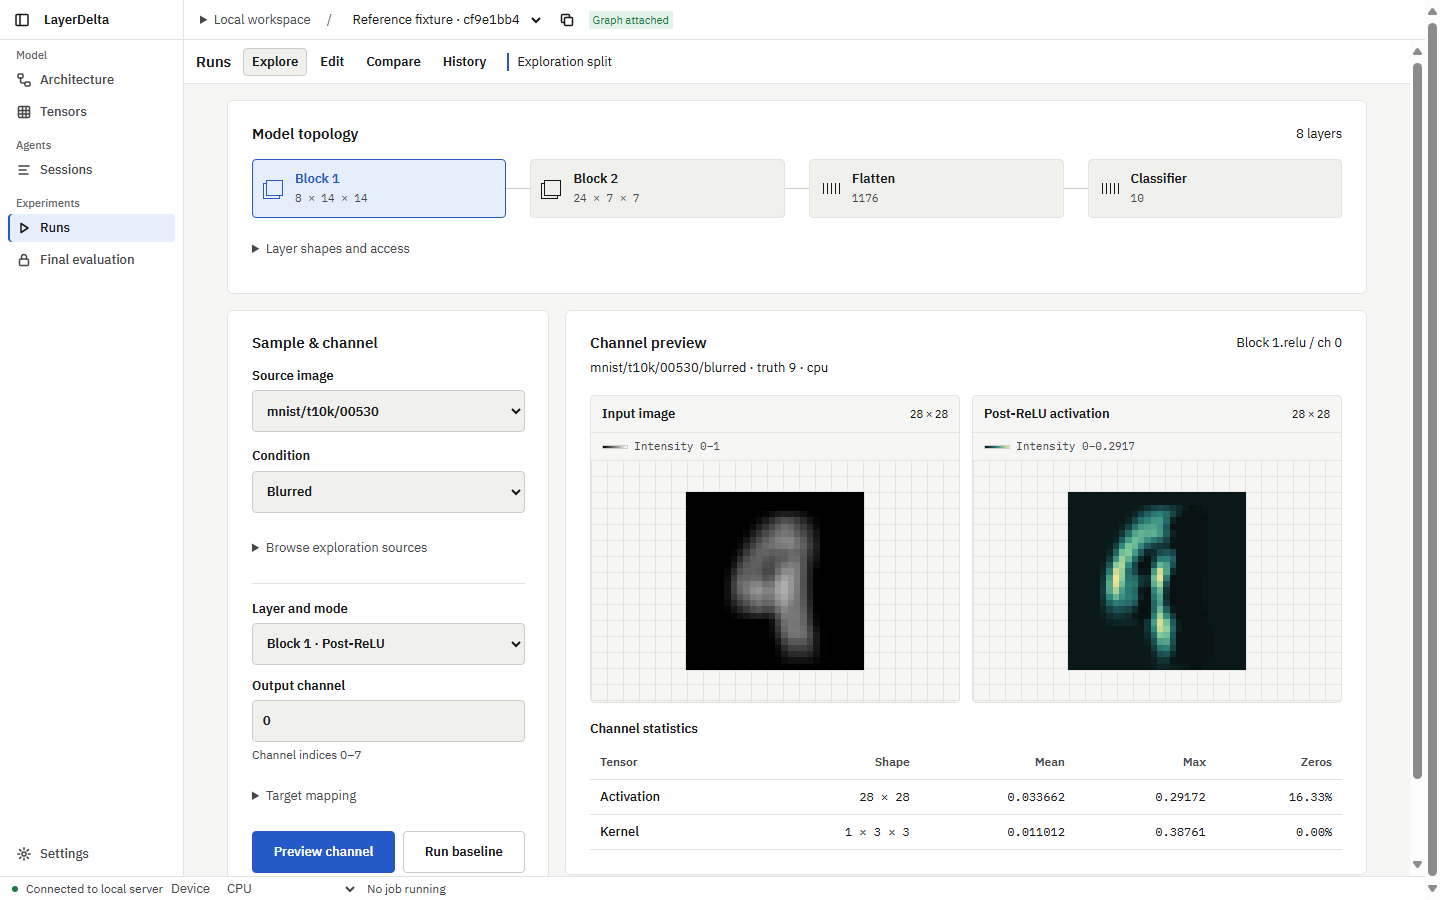 LayerDelta
Local workspace / Reference fixture · cf9e1bb4 Graph attached
Model
Architecture
Tensors
Agents
Sessions
Experiments
Runs
Final evaluation
Settings
Runs Explore Edit Compare History Exploration split
Model topology 8 layers
Block 1
8 × 14 × 14
Block 2
24 × 7 × 7
Flatten
1176
Classifier
10
Layer shapes and access
Sample & channel
Source image
mnist/t10k/00530
Condition
Blurred
Browse exploration sources
Layer and mode
Block 1 · Post-ReLU
Output channel
0
Channel indices 0–7
Target mapping
Preview channel Run baseline
Channel preview Block 1.relu / ch 0
mnist/t10k/00530/blurred · truth 9 · cpu
Input image 28 × 28
Intensity 0–1
Post-ReLU activation 28 × 28
Intensity 0–0.2917
Channel statistics
Tensor Shape Mean Max Zeros
Activation 28 × 28 0.033662 0.29172 16.33%
Kernel 1 × 3 × 3 0.011012 0.38761 0.00%
Connected to local server Device CPU No job running